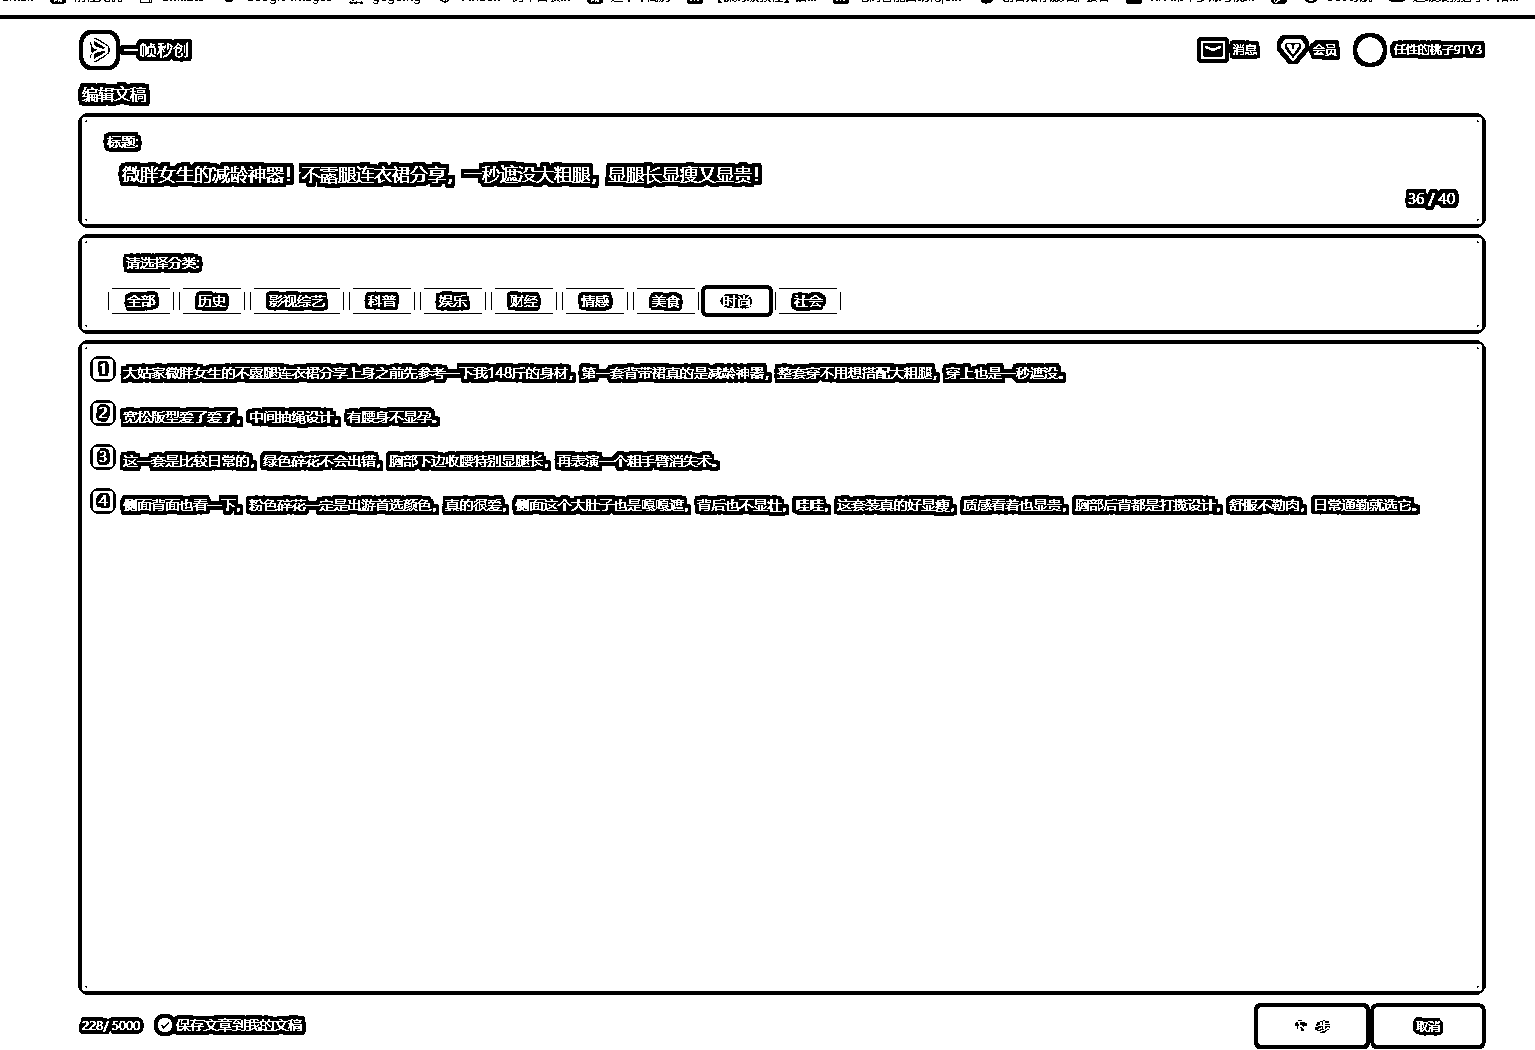 一帧秒创
消息 会员 任性的桃子9TV3
编辑文稿
标题:
微胖女生的减龄神器！不露腿连衣裙分享，一秒遮没大粗腿，显腿长显瘦又显贵！
36 / 40
请选择分类:
全部 历史 影视综艺 科普 娱乐 财经 情感 美食 时尚 社会
1 大姑家微胖女生的不露腿连衣裙分享上身之前先参考一下我148斤的身材，第一套背带裙真的是减龄神器，整套穿不用想搭配大粗腿，穿上也是一秒遮没。
2 宽松版型爱了爱了，中间抽绳设计，有腰身不显孕。
3 这一套是比较日常的，绿色碎花不会出错，胸部下边收腰特别显腿长，再表演一个粗手臂消失术。
4 侧面背面也看一下，粉色碎花一定是出游首选颜色，真的很爱，侧面这个大肚子也是嘎嘎遮，背后也不显壮，哇哇，这套装真的好显瘦，质感看着也显贵，胸部后背都是打揽设计，舒服不勒肉，日常通勤就选它。
228/5000 保存文章到我的文稿
取消